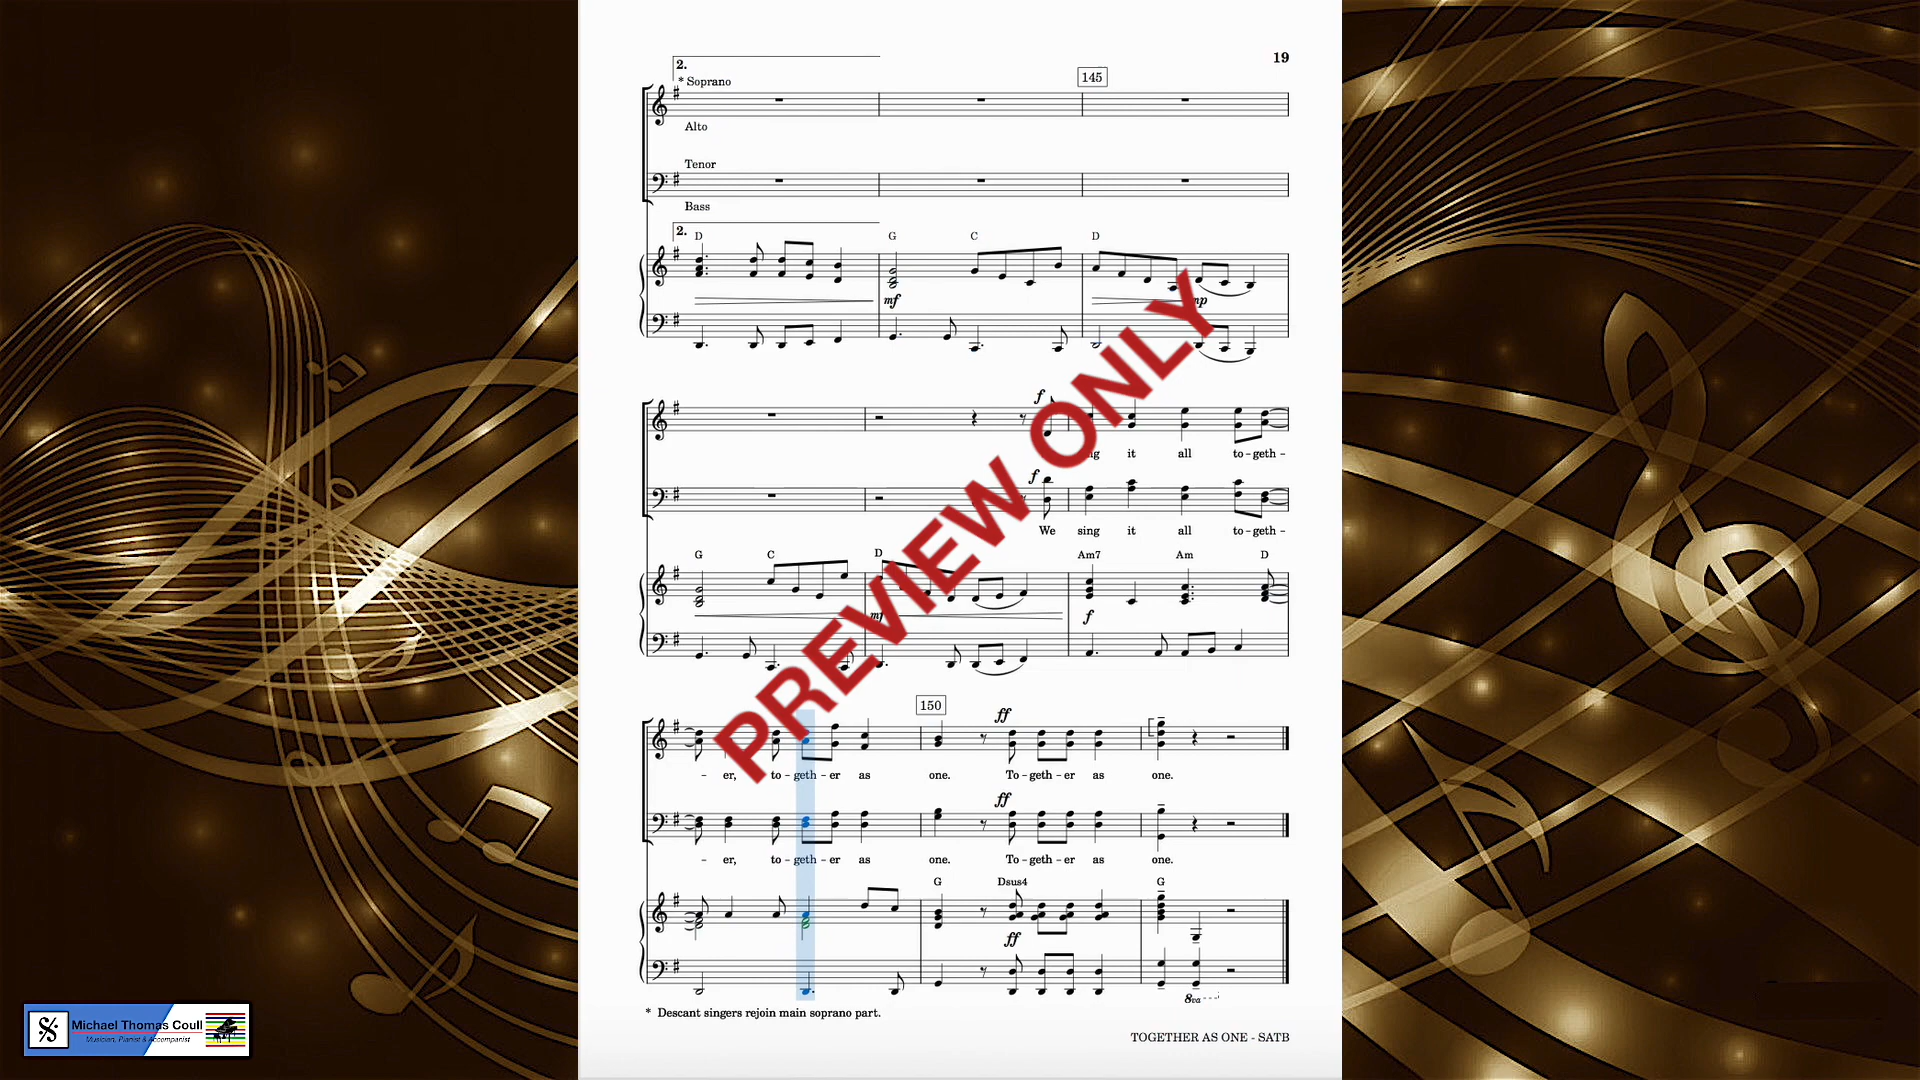 19
2.
* Soprano
145
Alto
Tenor
Bass
2. D G C D
mf mp
f
it all to - geth -
f
We sing it all to - geth -
G C D Am7 Am D
f
PREVIEW ONLY
150
ff
- er, to - geth - er as one. To - geth - er as one.
ff
- er, to - geth - er as one. To - geth - er as one.
G Dsus4 G
ff
8va
* Descant singers rejoin main soprano part.
TOGETHER AS ONE - SATB
Michael Thomas Coull
Musician, Pianist & Accompanist